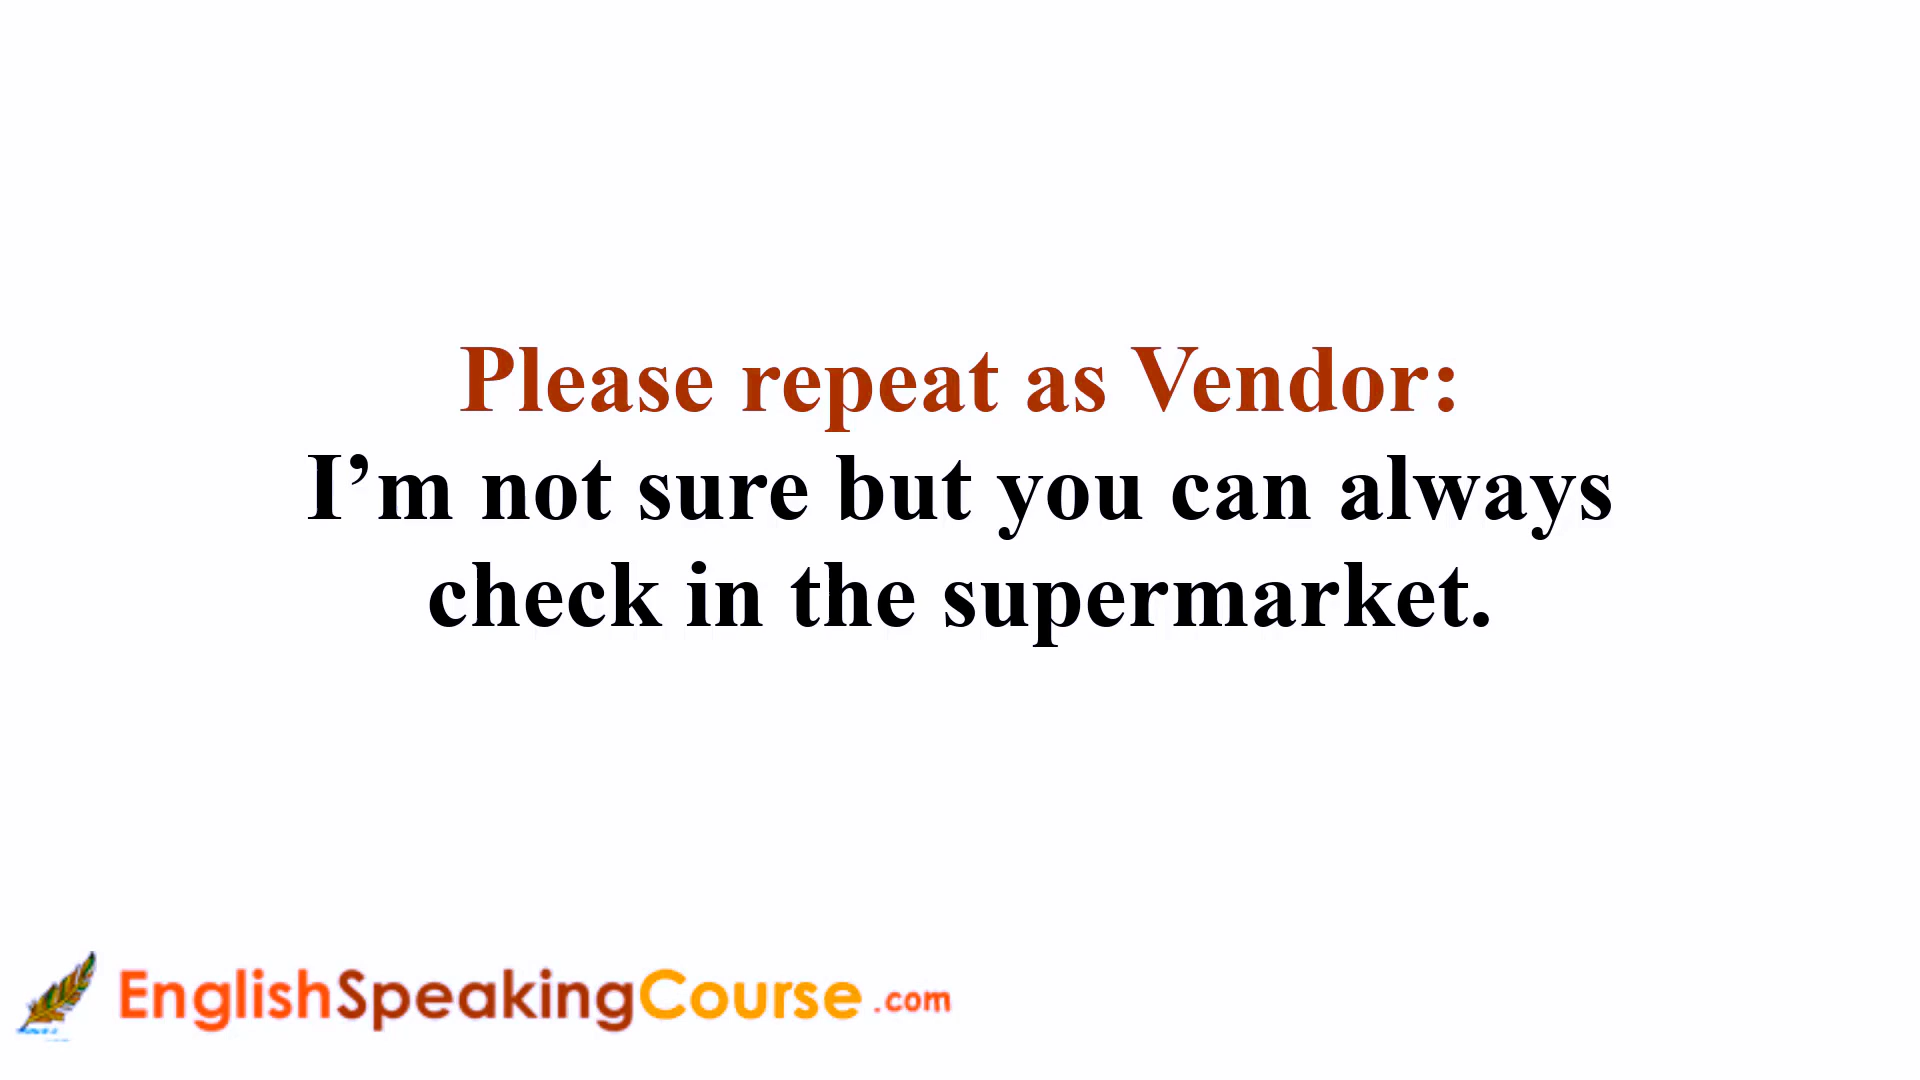 Please repeat as Vendor:
I’m not sure but you can always
check in the supermarket.
EnglishSpeakingCourse.com